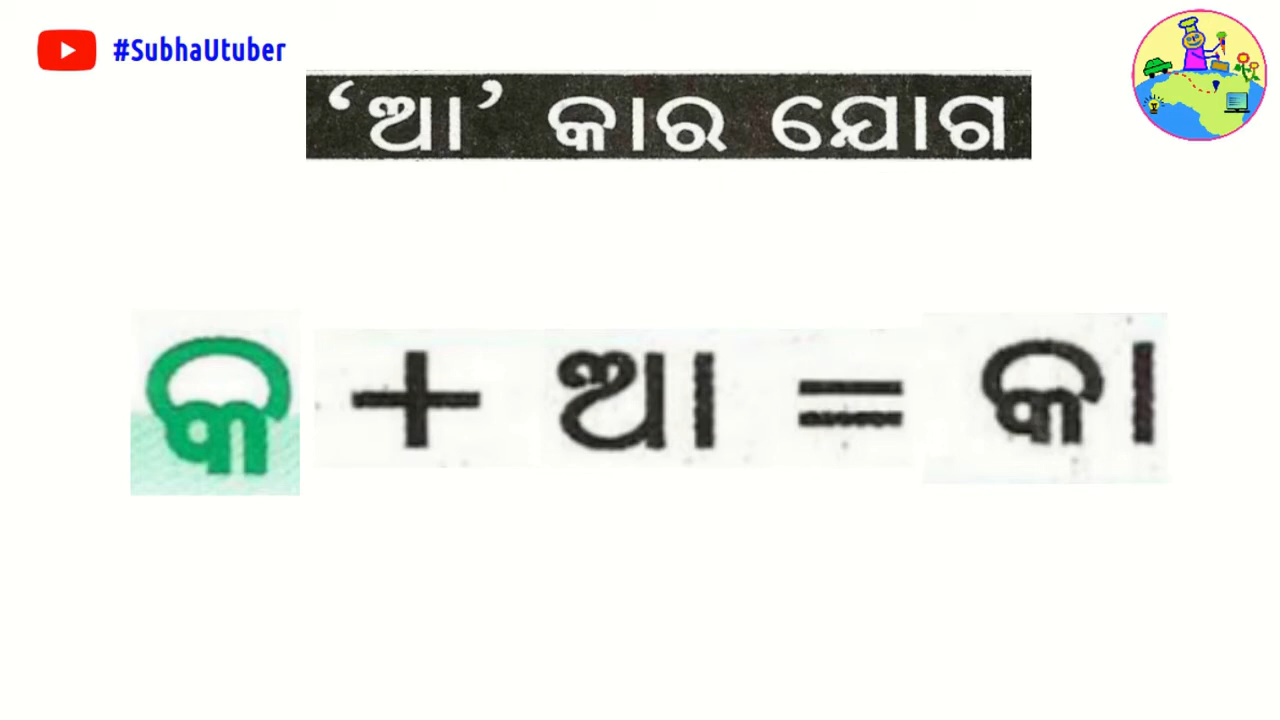 #SubhaUtuber
‘ଆ’ କାର ଯୋଗ
କ + ଆ = କା